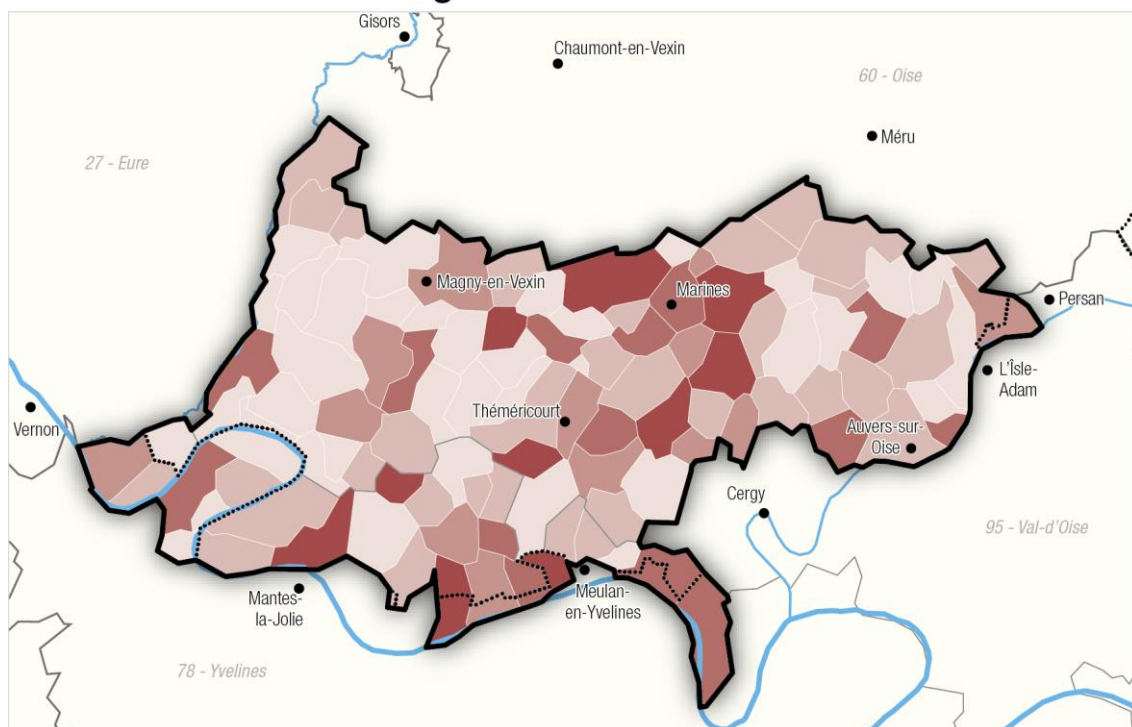 g
Gisors
Chaumont-en-Vexin
60 - Oise
Méru
27 - Eure
Magny-en-Vexin
Marines
Persan
L'Îsle-
Adam
Vernon
Théméricourt
Auvers-sur-
Oise
Cergy
95 - Val-d'Oise
Mantes-
la-Jolie
Meulan-
en-Yvelines
78 - Yvelines